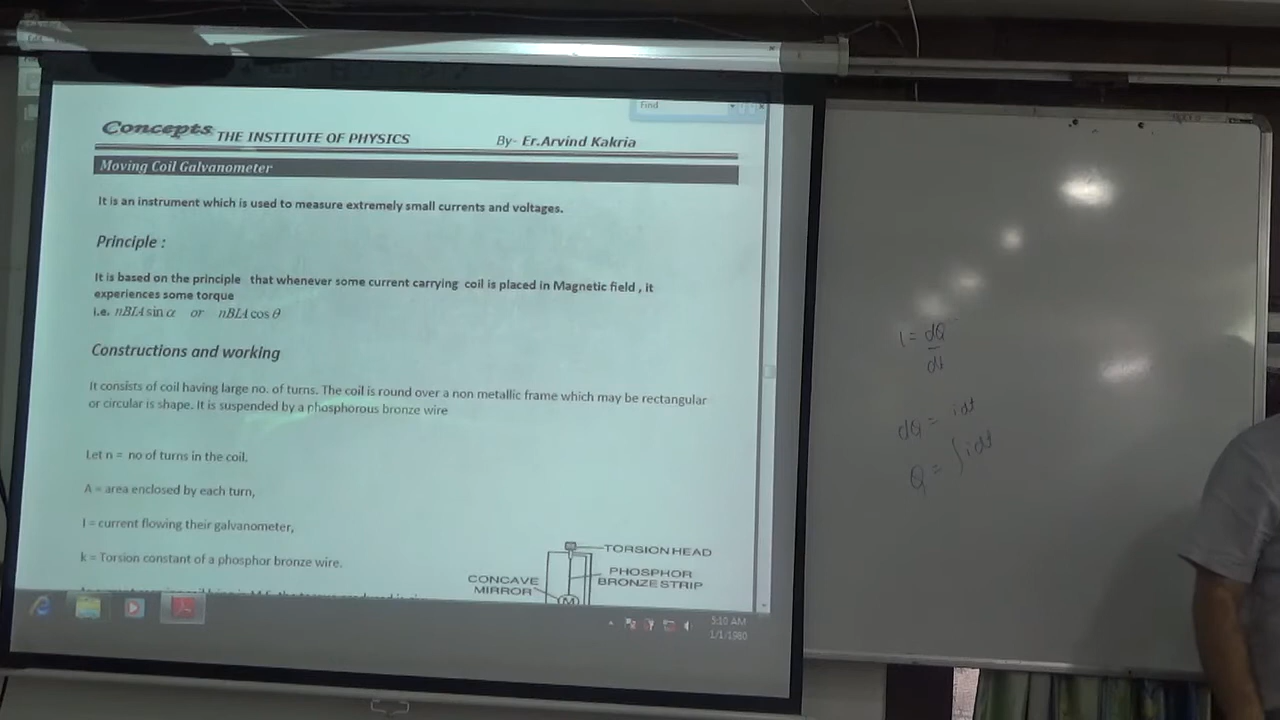 Find
Concepts THE INSTITUTE OF PHYSICS By- Er.Arvind Kakria
Moving Coil Galvanometer
It is an instrument which is used to measure extremely small currents and voltages.
Principle :
It is based on the principle that whenever some current carrying coil is placed in Magnetic field , it
experiences some torque
i.e. nBIA sin α or nBIA cos θ
Constructions and working
It consists of coil having large no. of turns. The coil is round over a non metallic frame which may be rectangular
or circular is shape. It is suspended by a phosphorous bronze wire
Let n = no of turns in the coil.
A = area enclosed by each turn,
I = current flowing their galvanometer,
k = Torsion constant of a phosphor bronze wire.
TORSION HEAD
PHOSPHOR
BRONZE STRIP
CONCAVE
MIRROR
M
5:10 AM
1/1/1980
I = dQ
dt
dQ = idt
Q = ∫idt